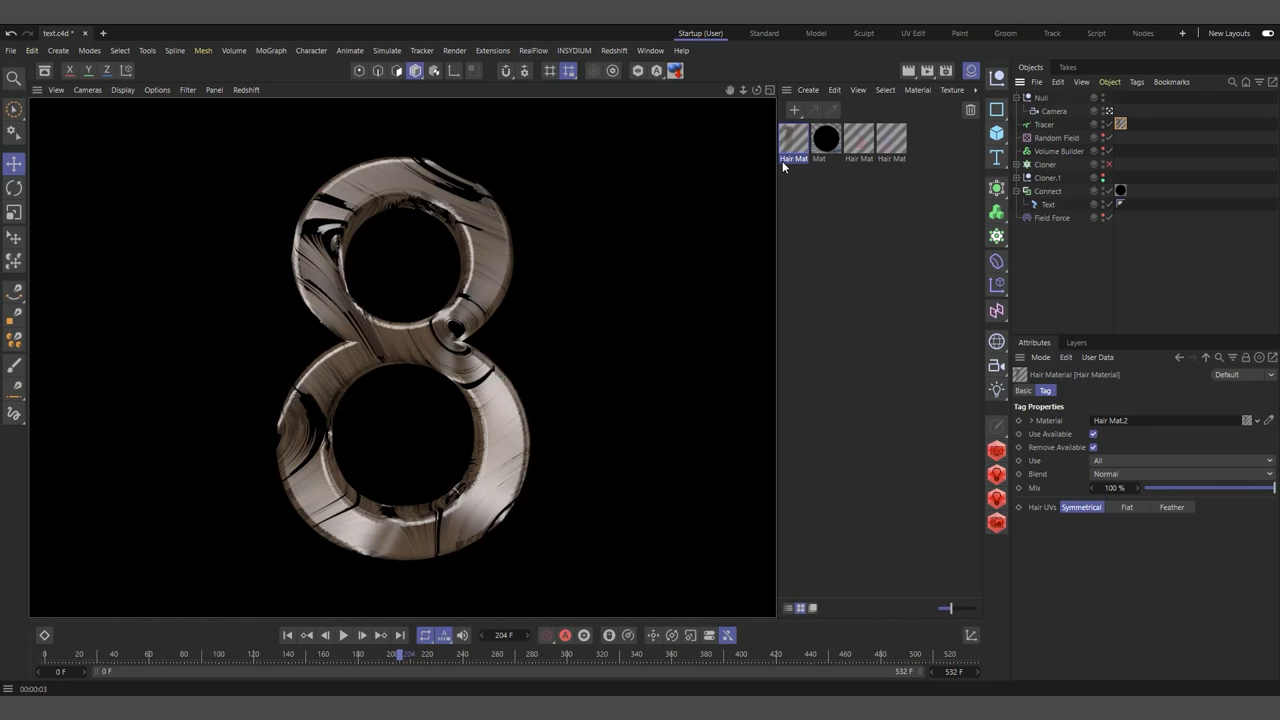 text.c4d *
Startup (User) Standard Model Sculpt UV Edit Paint Groom Track Script Nodes New Layouts
File Edit Create Modes Select Tools Spline Mesh Volume MoGraph Character Animate Simulate Tracker Render Extensions RealFlow INSYDIUM Redshift Window Help
Objects Takes
X Y Z
File Edit View Object Tags Bookmarks
View Cameras Display Options Filter Panel Redshift
Create Edit View Select Material Texture
Null
Camera
Tracer
Random Field
Volume Builder
Cloner
Cloner.1
Connect
Text
Field Force
Hair Mat Mat Hair Mat Hair Mat
8
Attributes Layers
Mode Edit User Data
Hair Material [Hair Material]
Default
Basic Tag
Tag Properties
Material Hair Mat.2
Use Available
Remove Available
Use All
Blend Normal
Mix 100 %
Hair UVs Symmetrical Flat Feather
204 F
0 20 40 60 80 100 120 140 160 180 200 204 220 240 260 280 300 320 340 360 380 400 420 440 460 480 500 520
0 F 0 F 532 F 532 F
00:00:03